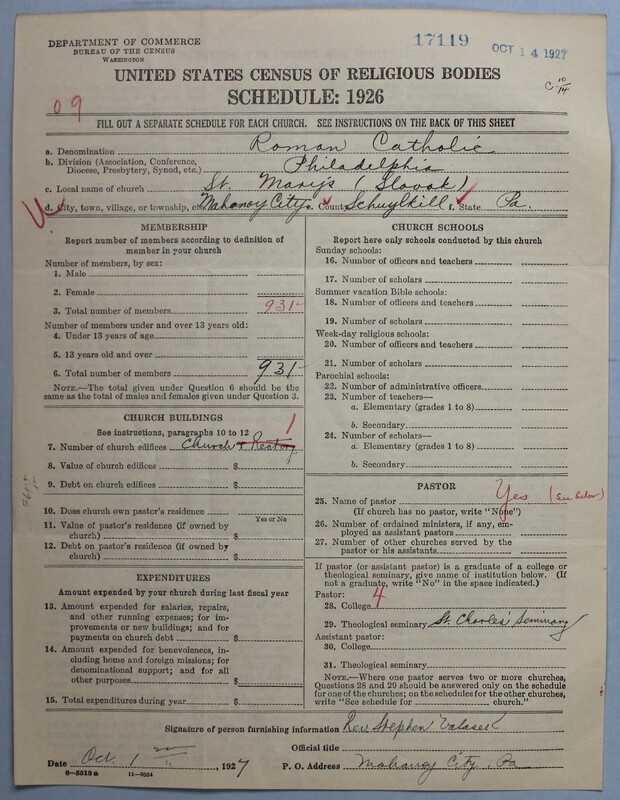 DEPARTMENT OF COMMERCE
BUREAU OF THE CENSUS
WASHINGTON
17119
OCT 14 1927
C 10/14
UNITED STATES CENSUS OF RELIGIOUS BODIES
SCHEDULE: 1926
09
FILL OUT A SEPARATE SCHEDULE FOR EACH CHURCH. SEE INSTRUCTIONS ON THE BACK OF THIS SHEET
a. Denomination Roman Catholic
b. Division (Association, Conference, Diocese, Presbytery, Synod, etc.) Philadelphia
c. Local name of church St. Mary's (Slovak)
d. City, town, village, or township, etc. Mahanoy City e. County Schuylkill f. State Pa.
MEMBERSHIP
Report number of members according to definition of
member in your church
Number of members, by sex:
1. Male
2. Female
3. Total number of members 931-
Number of members under and over 13 years old:
4. Under 13 years of age
5. 13 years old and over
6. Total number of members 931-
NOTE.—The total given under Question 6 should be
same as the total of males and females given under Question 3.
CHURCH BUILDINGS
See instructions, paragraphs 10 to 12
1
7. Number of church edifices Church + Rectory
8. Value of church edifices $
9. Debt on church edifices $
10. Does church own pastor's residence
Yes or No
11. Value of pastor's residence (if owned by
church) $
12. Debt on pastor's residence (if owned by
church) $
EXPENDITURES
Amount expended by church during last fiscal year
13. Amount expended for salaries, repairs,
and other running expenses; for im-
provements or new buildings; and for
payments on church debt $
14. Amount expended for benevolences, in-
cluding home and foreign missions; for
denominational support; and for all
other purposes $
15. Total expenditures during year $
CHURCH SCHOOLS
Report here only schools conducted by this church
Sunday schools:
16. Number of officers and teachers
17. Number of scholars
Summer vacation Bible schools:
18. Number of officers and teachers
19. Number of scholars
Week-day religious schools:
20. Number of officers and teachers
21. Number of scholars
Parochial schools:
22. Number of administrative officers
23. Number of teachers—
a. Elementary (grades 1 to 8)
b. Secondary
24. Number of scholars—
a. Elementary (grades 1 to 8)
b. Secondary
PASTOR
25. Name of pastor Yes (See below)
(If church has no pastor, write "None")
26. Number of ordained ministers, if any, em-
ployed as assistant pastors
27. Number of other churches served by the
pastor or his assistants
If pastor (or assistant pastor) is a graduate of a college or
theological seminary, give name of institution below. (If
not a graduate, write "No" in the space indicated.)
Pastor:
28. College 4
29. Theological seminary St. Charles' Seminary
Assistant pastor:
30. College
31. Theological seminary
NOTE.—Where one pastor serves two or more churches,
Questions 28 and 29 should be answered only on the schedule
for one of the churches; on the schedules for the other churches,
write "See schedule for church."
Signature of person furnishing information Rev. Stephen Valasek
Official title
Date Oct. 1, 1927 P. O. Address Mahanoy City Pa
8-5518a 11-9054